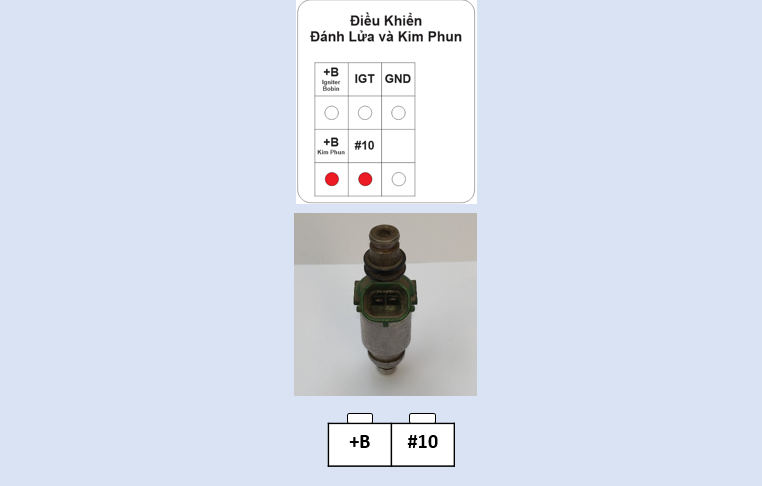 Điều Khiển
Đánh Lửa và Kim Phun
+B IGT GND
Igniter
Bobin
+B #10
Kim Phun
+B #10